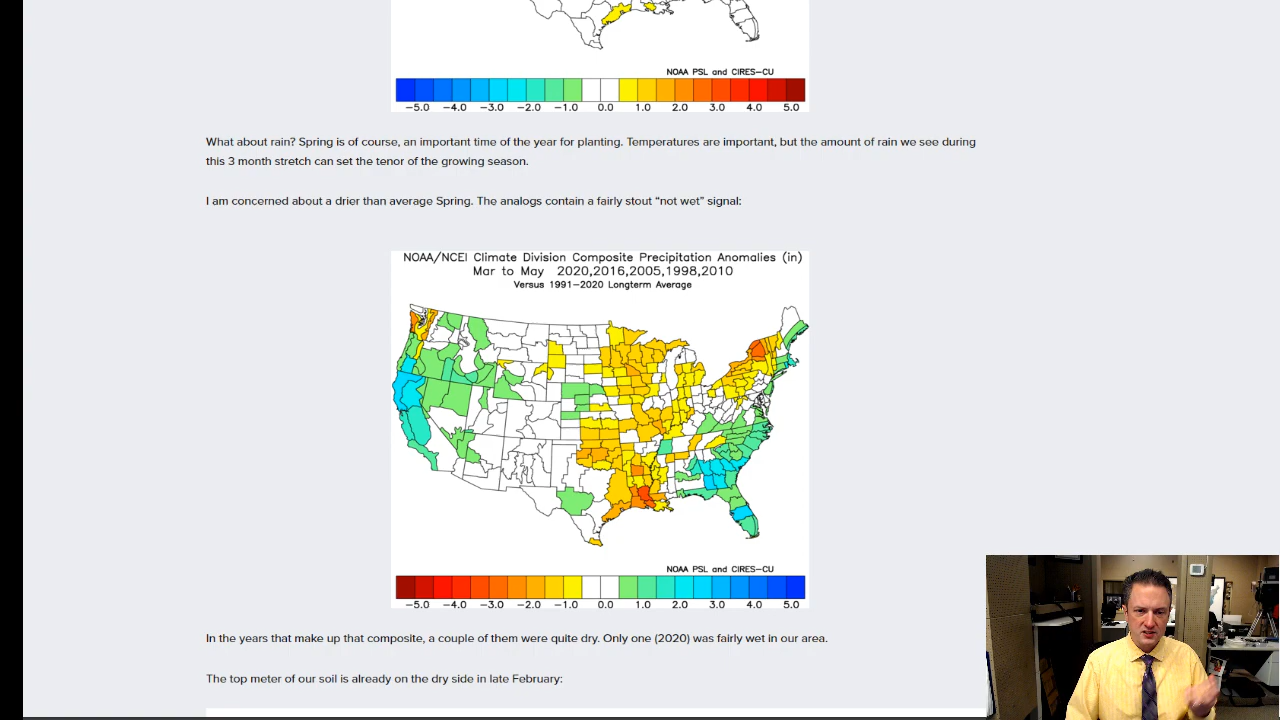 NOAA PSL and CIRES-CU
-5.0 -4.0 -3.0 -2.0 -1.0 0.0 1.0 2.0 3.0 4.0 5.0
What about rain? Spring is of course, an important time of the year for planting. Temperatures are important, but the amount of rain we see during
this 3 month stretch can set the tenor of the growing season.
I am concerned about a drier than average Spring. The analogs contain a fairly stout “not wet” signal:
NOAA/NCEI Climate Division Composite Precipitation Anomalies (in)
Mar to May 2020,2016,2005,1998,2010
Versus 1991-2020 Longterm Average
NOAA PSL and CIRES-CU
-5.0 -4.0 -3.0 -2.0 -1.0 0.0 1.0 2.0 3.0 4.0 5.0
In the years that make up that composite, a couple of them were quite dry. Only one (2020) was fairly wet in our area.
The top meter of our soil is already on the dry side in late February: